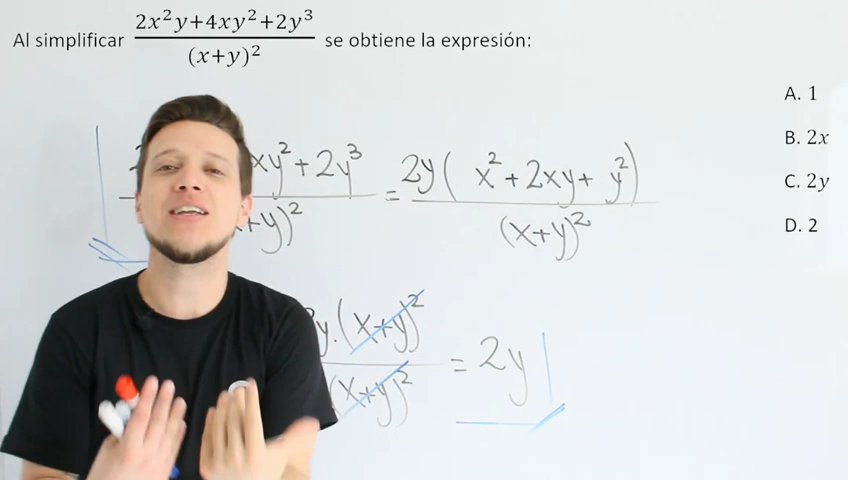 Al simplificar 2x²y+4xy²+2y³ / (x+y)² se obtiene la expresión:
A. 1
B. 2x
C. 2y
D. 2
xy² + 2y³ = 2y( x² + 2xy + y²)
+y)² (x+y)²
y.(x+y)² = 2y
(x+y)²